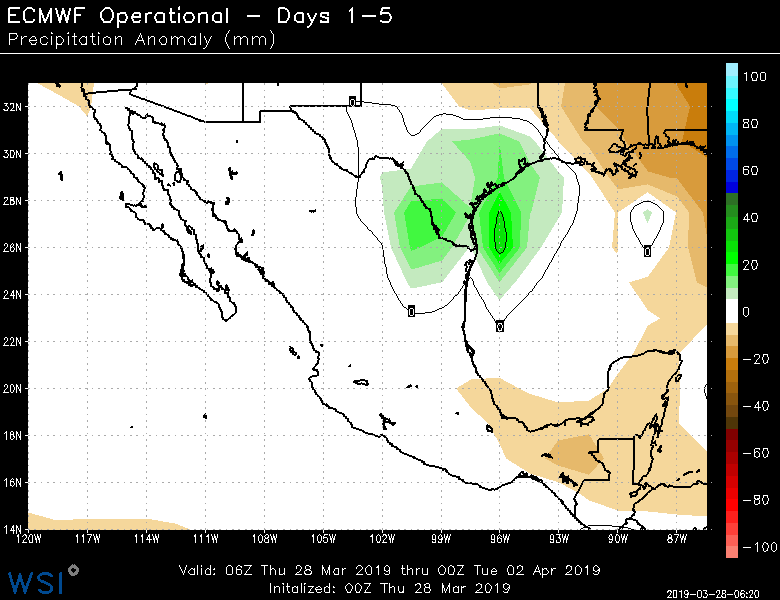 ECMWF Operational – Days 1–5
Precipitation Anomaly (mm)
32N
30N
28N
26N
24N
22N
20N
18N
16N
14N
120W 117W 114W 111W 108W 105W 102W 99W 96W 93W 90W 87W
0
0
0
0
100
80
60
50
40
20
0
−20
−40
−60
−80
−100
Valid: 06Z Thu 28 Mar 2019 thru 00Z Tue 02 Apr 2019
Initalized: 00Z Thu 28 Mar 2019
WSI
2019-03-28-06:20